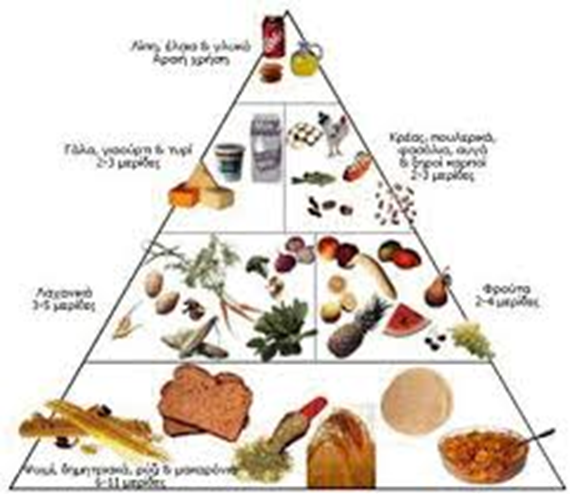 Λίπη, έλαια & γλυκά
Αραιή χρήση
Γάλα, γιαούρτι & τυρί
2-3 μερίδες
Κρέας, πουλερικά,
φασόλια, αυγά
& ξηροί καρποί
2-3 μερίδες
Λαχανικά
3-5 μερίδες
Φρούτα
2-4 μερίδες
Ψωμί, δημητριακά, ρύζι & μακαρόνια
6-11 μερίδες